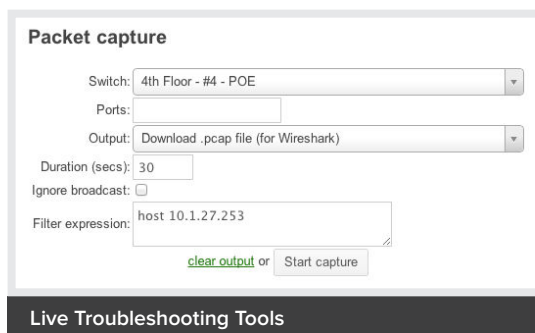 Packet capture
Switch: 4th Floor - #4 - POE
Ports:
Output: Download .pcap file (for Wireshark)
Duration (secs): 30
Ignore broadcast:
Filter expression: host 10.1.27.253
clear output or Start capture
Live Troubleshooting Tools